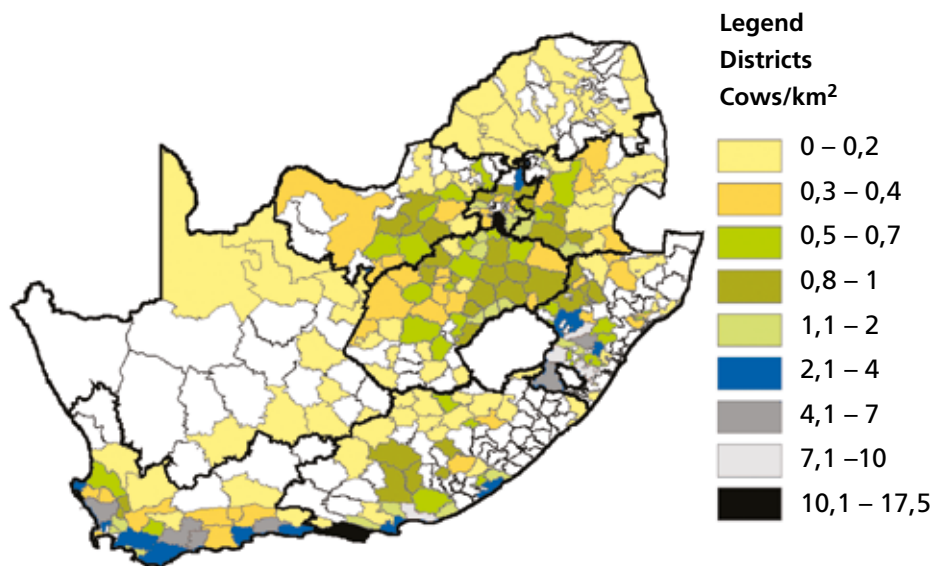 Legend
Districts
Cows/km²
0 – 0,2
0,3 – 0,4
0,5 – 0,7
0,8 – 1
1,1 – 2
2,1 – 4
4,1 – 7
7,1 –10
10,1 – 17,5